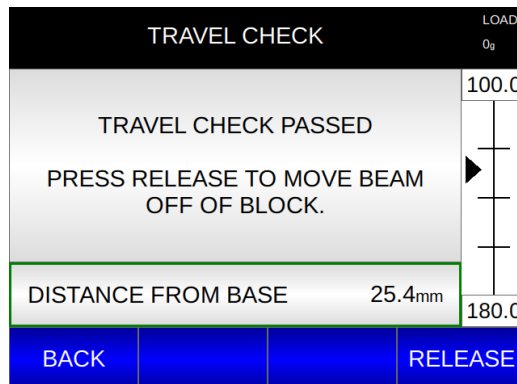 TRAVEL CHECK
LOAD
0g
100.0
TRAVEL CHECK PASSED
PRESS RELEASE TO MOVE BEAM
OFF OF BLOCK.
DISTANCE FROM BASE 25.4mm
180.0
BACK RELEASE